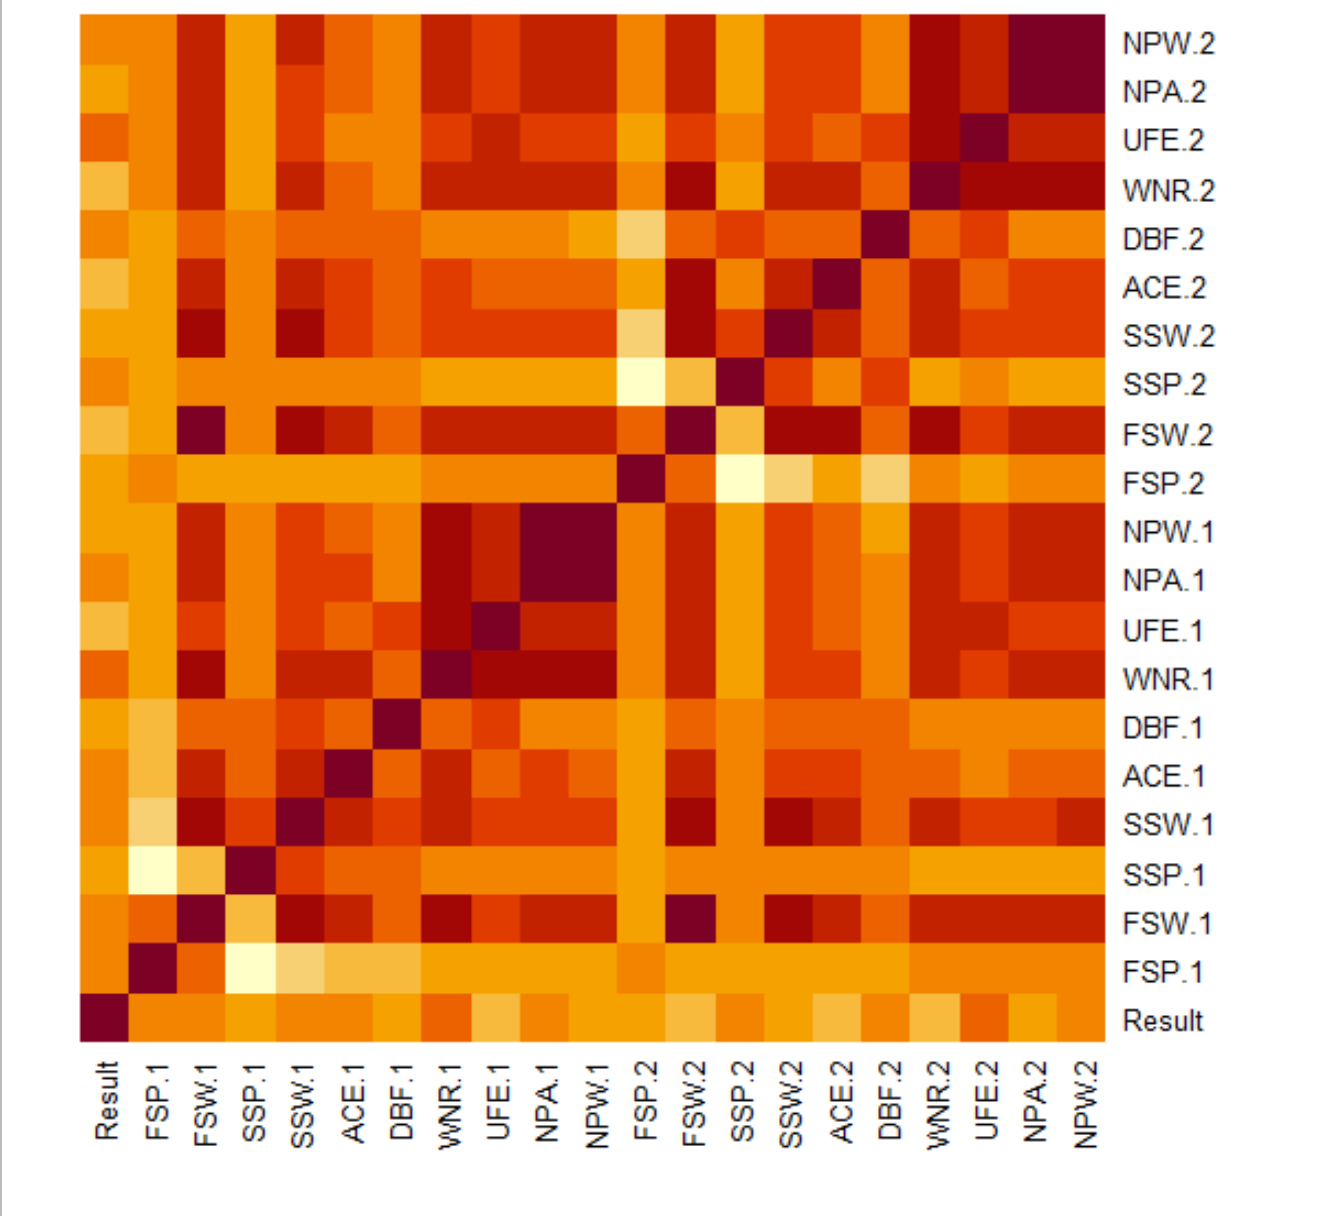 NPW.2
NPA.2
UFE.2
WNR.2
DBF.2
ACE.2
SSW.2
SSP.2
FSW.2
FSP.2
NPW.1
NPA.1
UFE.1
WNR.1
DBF.1
ACE.1
SSW.1
SSP.1
FSW.1
FSP.1
Result
Result
FSP.1
FSW.1
SSP.1
SSW.1
ACE.1
DBF.1
WNR.1
UFE.1
NPA.1
NPW.1
FSP.2
FSW.2
SSP.2
SSW.2
ACE.2
DBF.2
WNR.2
UFE.2
NPA.2
NPW.2